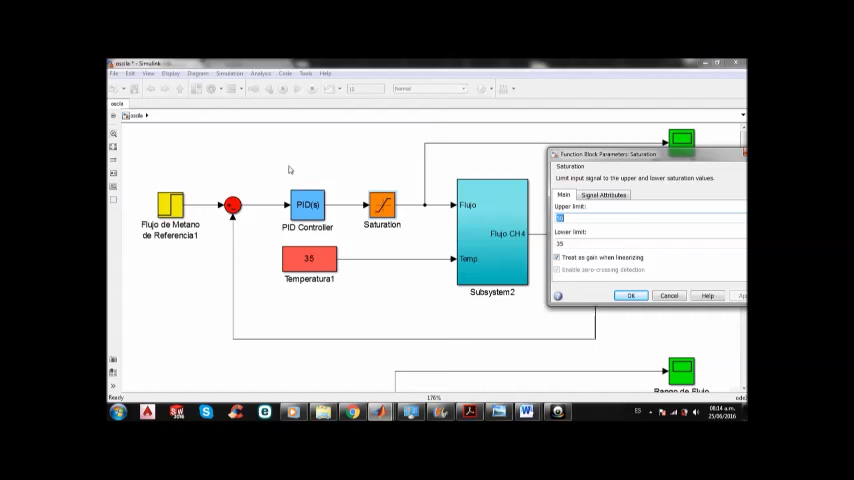 oscila * - Simulink
File Edit View Display Diagram Simulation Analysis Code Tools Help
10
Normal
oscila
oscila
Flujo de Metano
de Referencia1
PID(s)
PID Controller
Saturation
35
Temperatura1
Flujo
Flujo CH4
Temp.
Subsystem2
Function Block Parameters: Saturation
Saturation
Limit input signal to the upper and lower saturation values.
Main
Signal Attributes
Upper limit:
Lower limit:
35
Treat as gain when linearizing
Enable zero-crossing detection
OK
Cancel
Help
Rango de Flujo
Ready
176%
ES
08:14 a.m.
25/06/2016